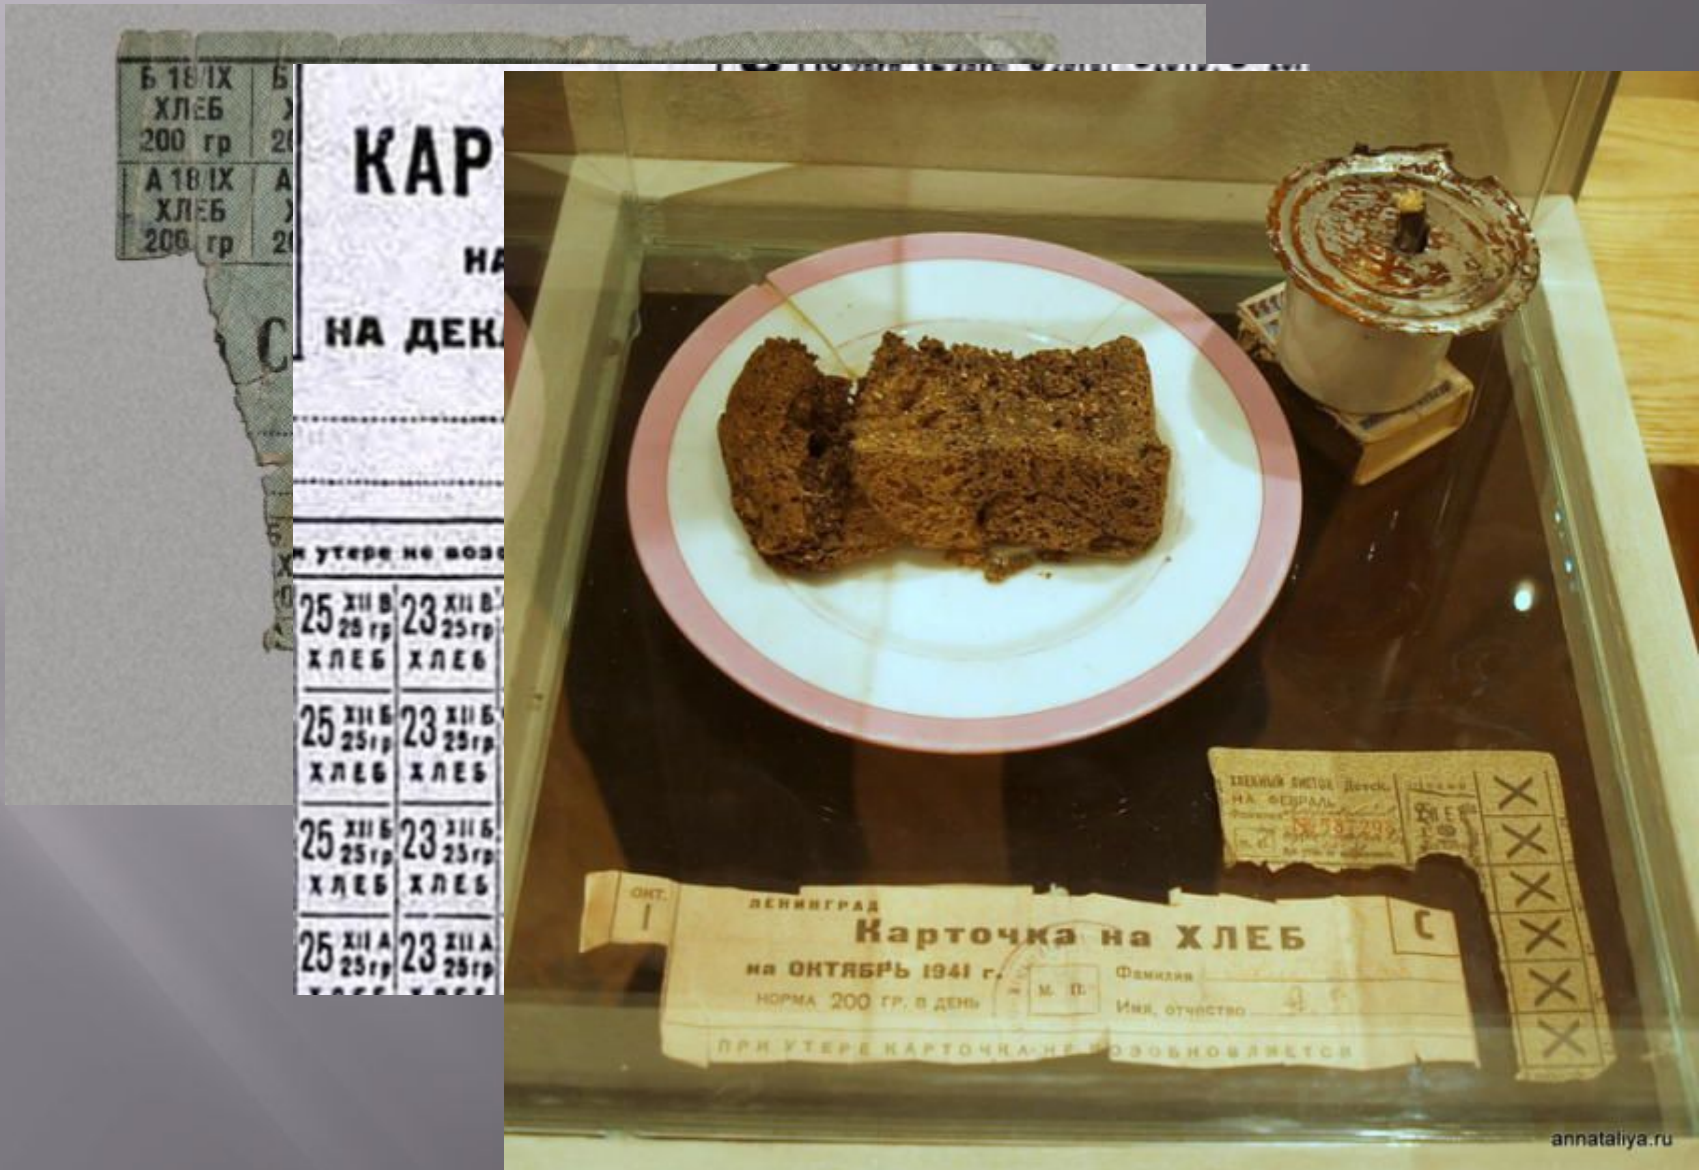 Б 18 IX
ХЛЕБ
200 гр
А 18 IX
ХЛЕБ
200 гр
С
КАР
НА
НА ДЕК
утере не возо
25 XII В 23 XII В
25 гр 25 гр
ХЛЕБ ХЛЕБ
25 XII Б 23 XII Б
25 гр 25 гр
ХЛЕБ ХЛЕБ
25 XII Б 23 XII Б
25 гр 25 гр
ХЛЕБ ХЛЕБ
25 XII А 23 XII А
25 гр 25 гр
НА ФЕВРАЛЬ
ОКТ.
1
ЛЕНИНГРАД
Карточка на ХЛЕБ
С
на ОКТЯБРЬ 1941 г.
НОРМА 200 ГР. В ДЕНЬ
М. П.
Фамилия
Имя, отчество
ПРИ УТЕРЕ КАРТОЧКА НЕ ВОЗОБНОВЛЯЕТСЯ
annataliya.ru